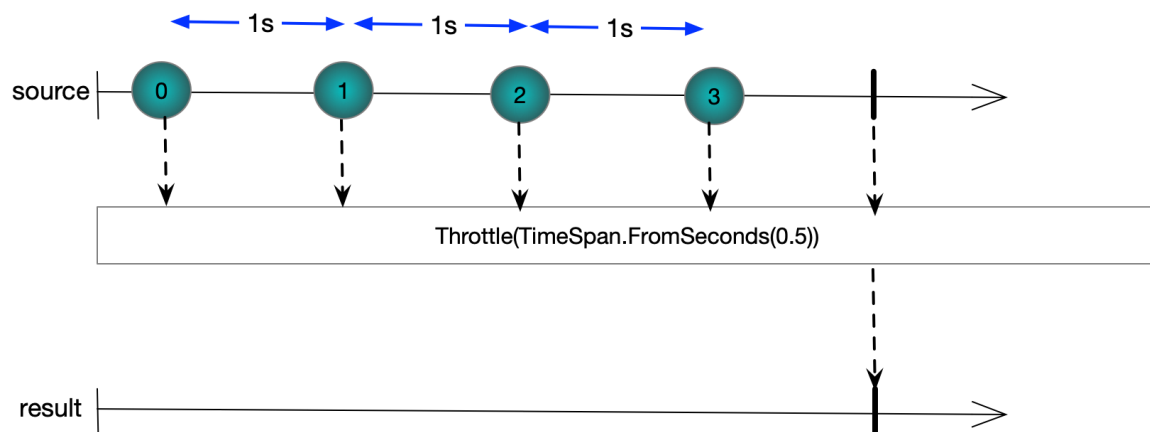 1s 1s 1s
source 0 1 2 3
Throttle(TimeSpan.FromSeconds(0.5))
result